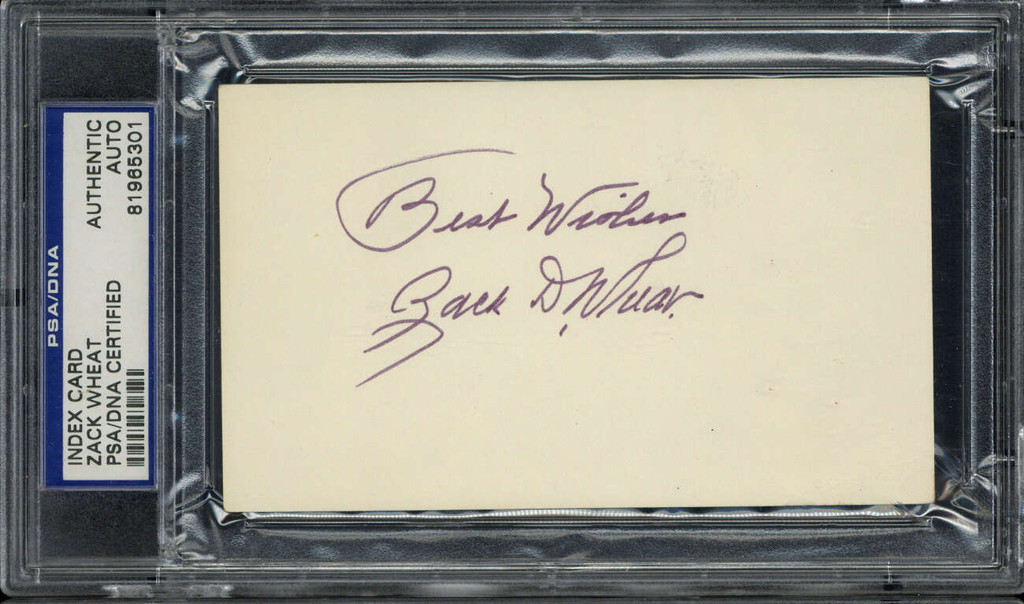 PSA/DNA
INDEX CARD
ZACK WHEAT
PSA/DNA CERTIFIED
AUTHENTIC
AUTO
81965301
Best Wishes
Zack D. Wheat.